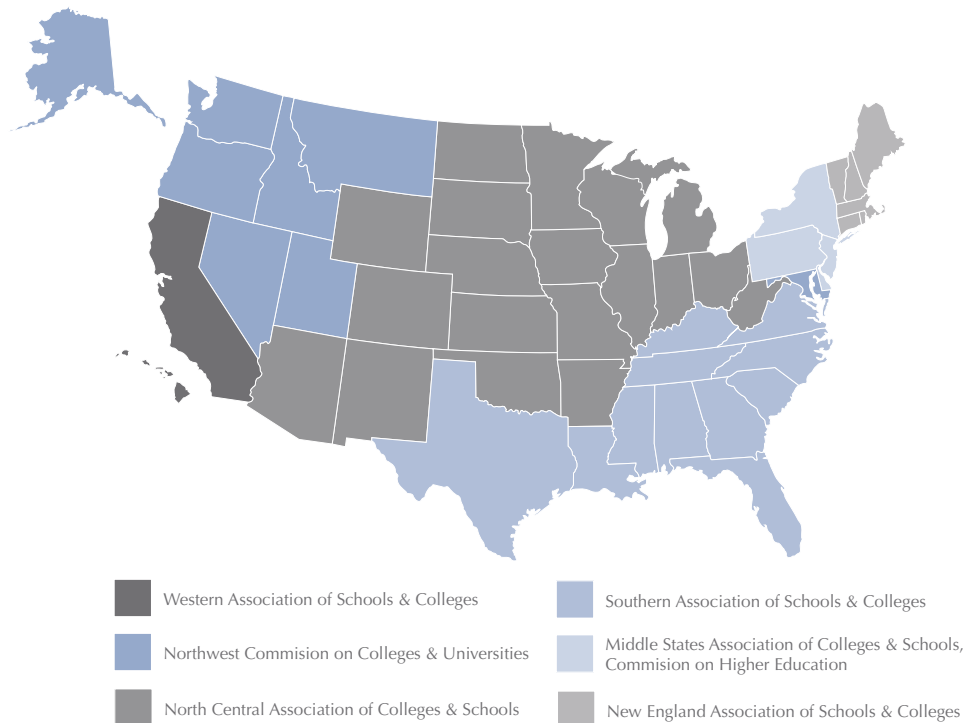 Western Association of Schools & Colleges
Northwest Commision on Colleges & Universities
North Central Association of Colleges & Schools
Southern Association of Schools & Colleges
Middle States Association of Colleges & Schools,
Commision on Higher Education
New England Association of Schools & Colleges